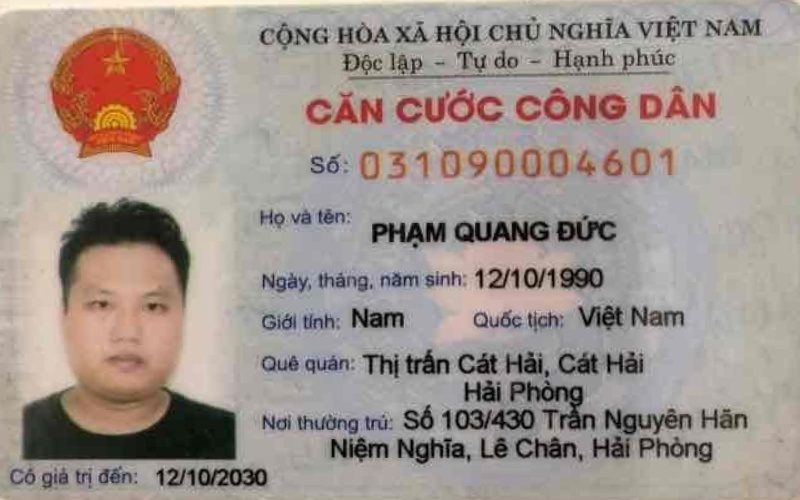 CỘNG HÒA XÃ HỘI CHỦ NGHĨA VIỆT NAM
Độc lập - Tự do - Hạnh phúc
CĂN CƯỚC CÔNG DÂN
Số: 031090004601
Họ và tên: PHẠM QUANG ĐỨC
Ngày, tháng, năm sinh: 12/10/1990
Giới tính: Nam Quốc tịch: Việt Nam
Quê quán: Thị trấn Cát Hải, Cát Hải
Hải Phòng
Nơi thường trú: Số 103/430 Trần Nguyên Hãn
Niệm Nghĩa, Lê Chân, Hải Phòng
Có giá trị đến: 12/10/2030